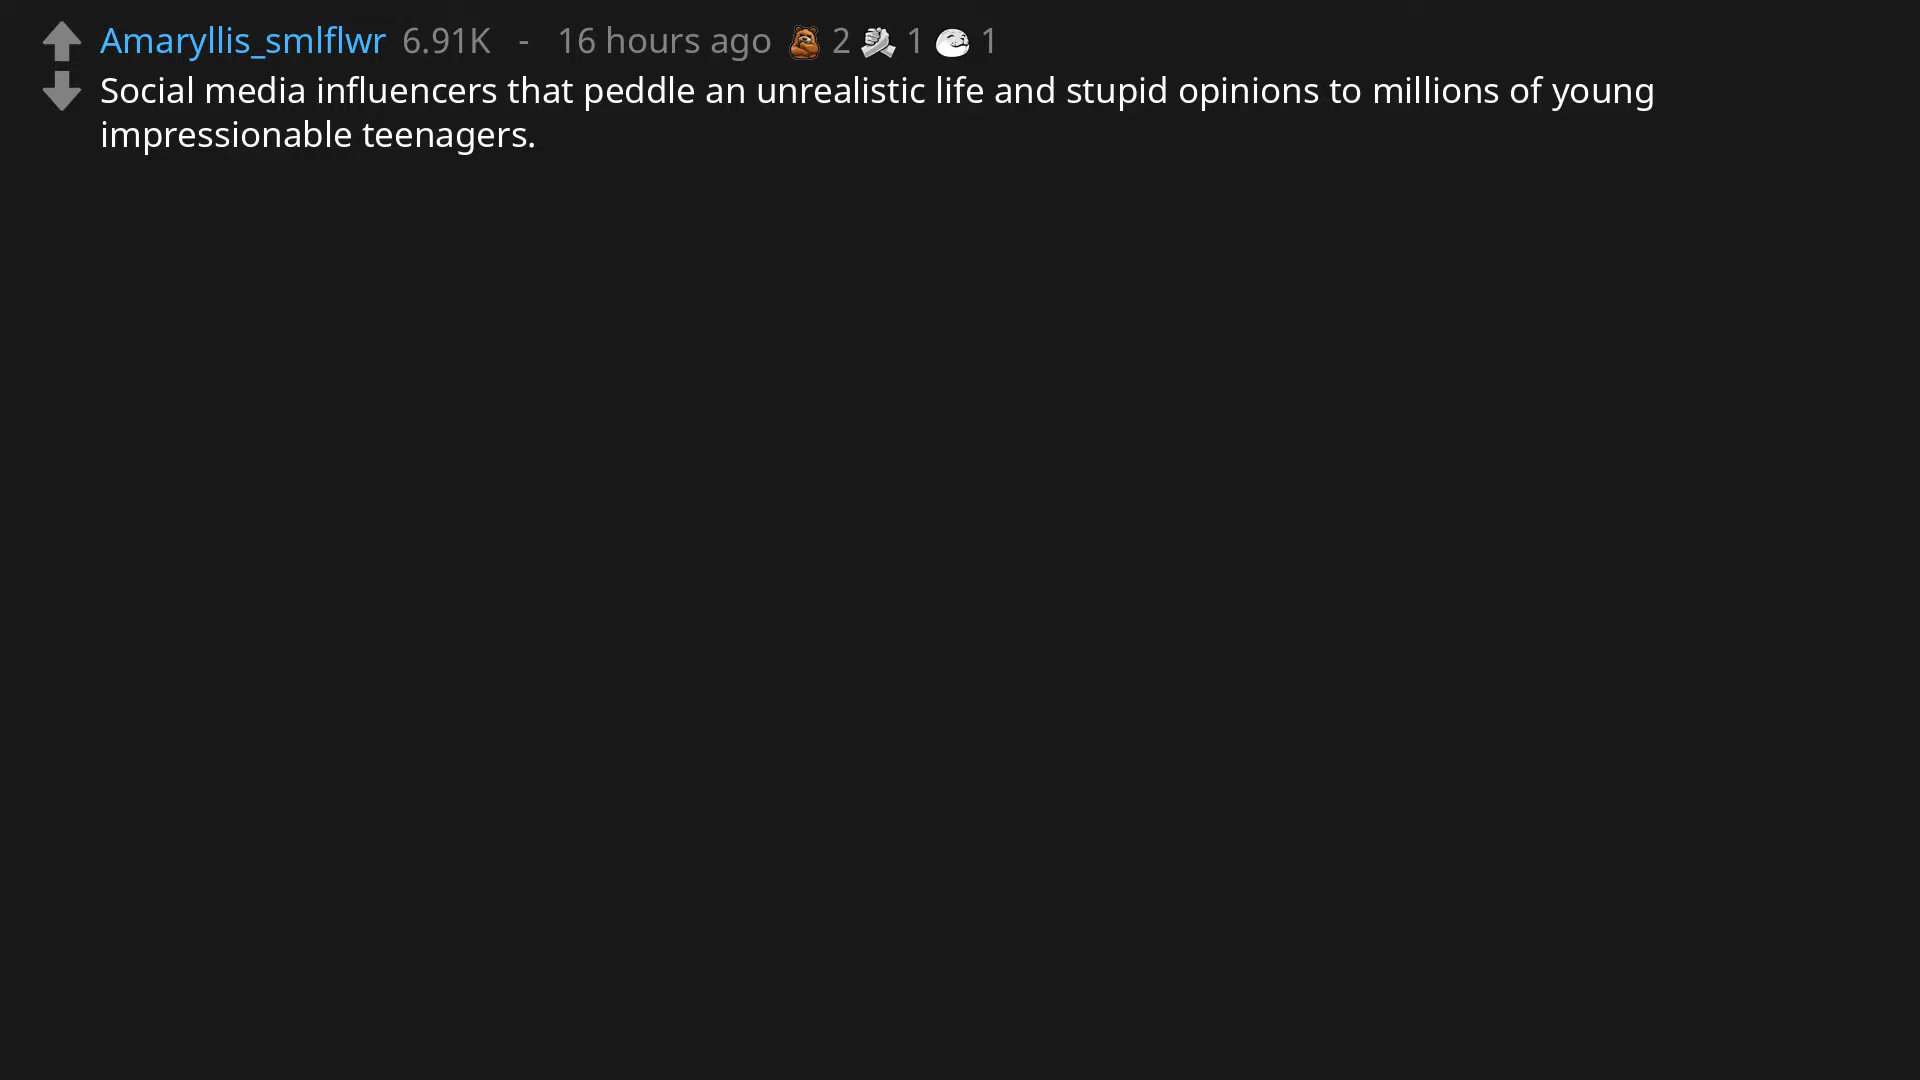 Amaryllis_smlflwr 6.91K - 16 hours ago 2 1 1
Social media influencers that peddle an unrealistic life and stupid opinions to millions of young
impressionable teenagers.